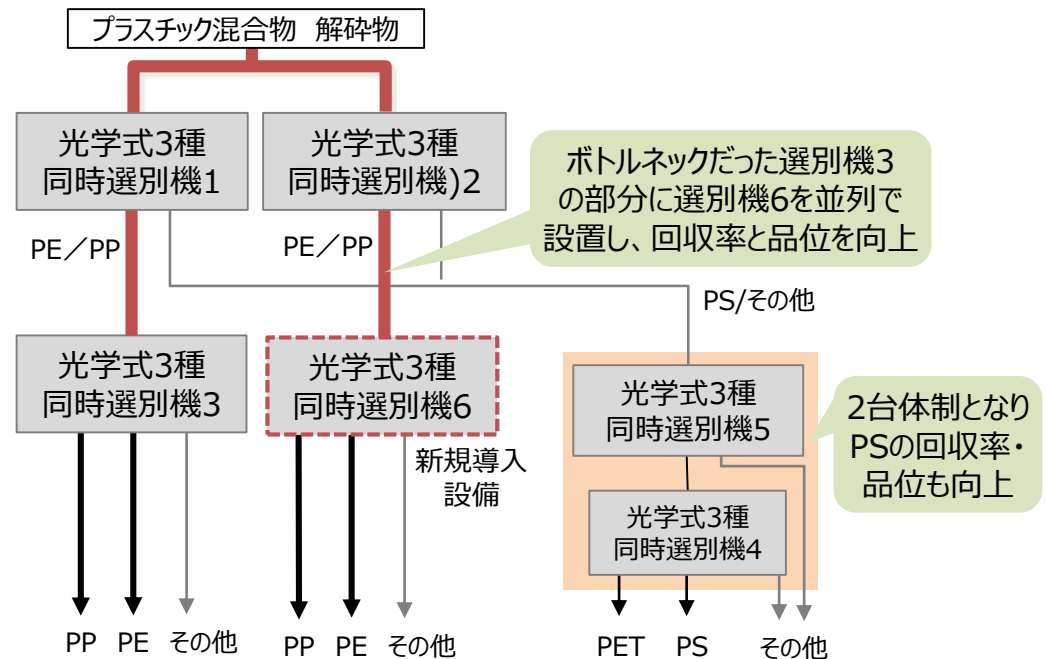 プラスチック混合物 解砕物
光学式3種
同時選別機1
光学式3種
同時選別機)2
ボトルネックだった選別機3
の部分に選別機6を並列で
設置し、回収率と品位を向上
PE／PP
PE／PP
PS/その他
光学式3種
同時選別機3
光学式3種
同時選別機6
新規導入
設備
光学式3種
同時選別機5
2台体制となり
PSの回収率・
品位も向上
光学式3種
同時選別機4
PP PE その他
PP PE その他
PET PS その他